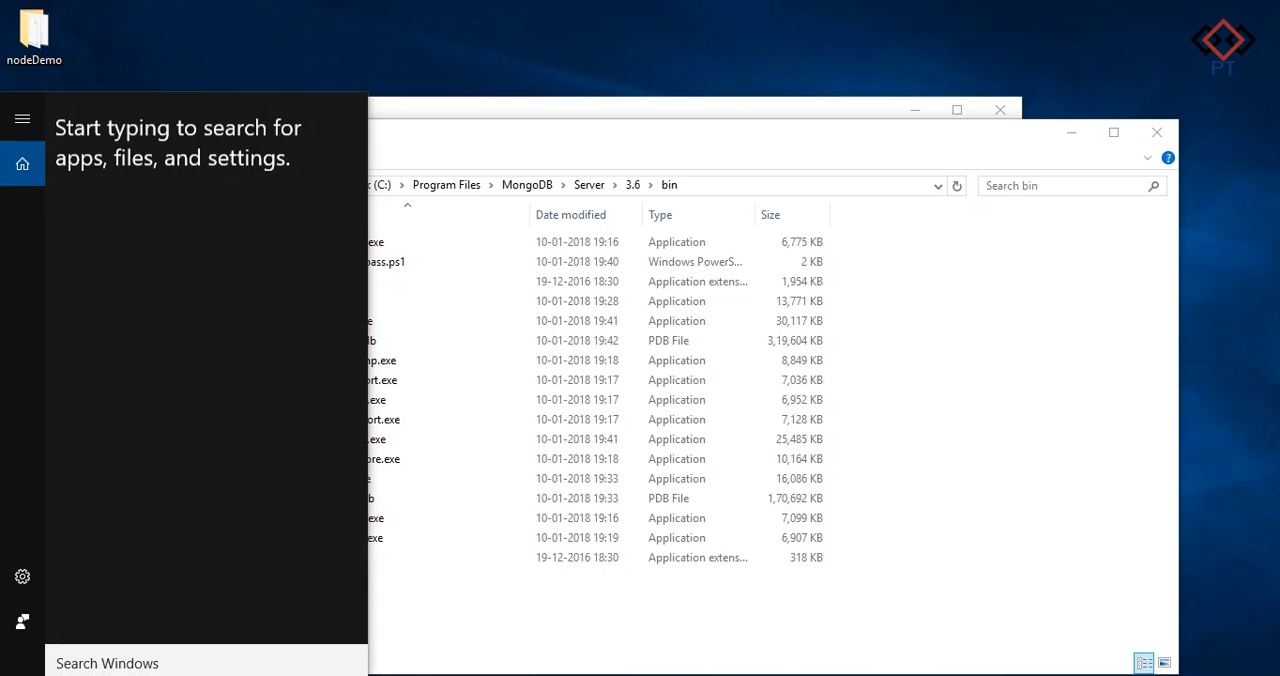 nodeDemo
PT
Start typing to search for
apps, files, and settings.
(C:) > Program Files > MongoDB > Server > 3.6 > bin
Search bin
Date modified Type Size
exe 10-01-2018 19:16 Application 6,775 KB
pass.ps1 10-01-2018 19:40 Windows PowerS... 2 KB
19-12-2016 18:30 Application extens... 1,954 KB
10-01-2018 19:28 Application 13,771 KB
e 10-01-2018 19:41 Application 30,117 KB
db 10-01-2018 19:42 PDB File 3,19,604 KB
mp.exe 10-01-2018 19:18 Application 8,849 KB
ort.exe 10-01-2018 19:17 Application 7,036 KB
.exe 10-01-2018 19:17 Application 6,952 KB
ort.exe 10-01-2018 19:17 Application 7,128 KB
.exe 10-01-2018 19:41 Application 25,485 KB
ore.exe 10-01-2018 19:18 Application 10,164 KB
e 10-01-2018 19:33 Application 16,086 KB
b 10-01-2018 19:33 PDB File 1,70,692 KB
exe 10-01-2018 19:16 Application 7,099 KB
exe 10-01-2018 19:19 Application 6,907 KB
19-12-2016 18:30 Application extens... 318 KB
Search Windows